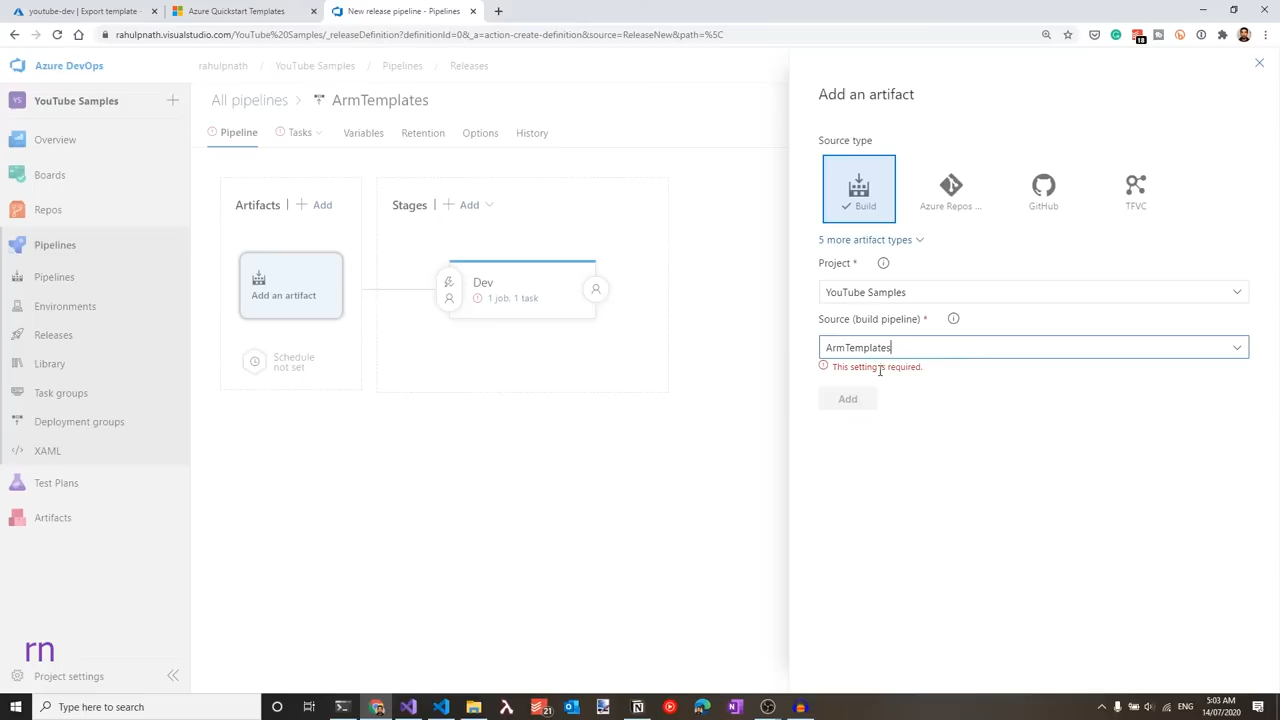 youtube-dev | Export template -
Azure Quickstart Templates
New release pipeline - Pipelines
rahulpnath.visualstudio.com/YouTube%20Samples/_releaseDefinition?definitionId=0&_a=action-create-definition&source=ReleaseNew&path=%5C
18
Azure DevOps
rahulpnath / YouTube Samples / Pipelines / Releases
YS YouTube Samples
Overview
Boards
Repos
Pipelines
Pipelines
Environments
Releases
Library
Task groups
Deployment groups
XAML
Test Plans
Artifacts
rn
Project settings
All pipelines > ArmTemplates
Pipeline Tasks Variables Retention Options History
Artifacts | + Add
Add an artifact
Schedule
not set
Stages | + Add
Dev
1 job, 1 task
Add an artifact
Source type
Build
Azure Repos ...
GitHub
TFVC
5 more artifact types
Project *
YouTube Samples
Source (build pipeline) *
ArmTemplates
This setting is required.
Add
Type here to search
21
ENG
5:03 AM
14/07/2020